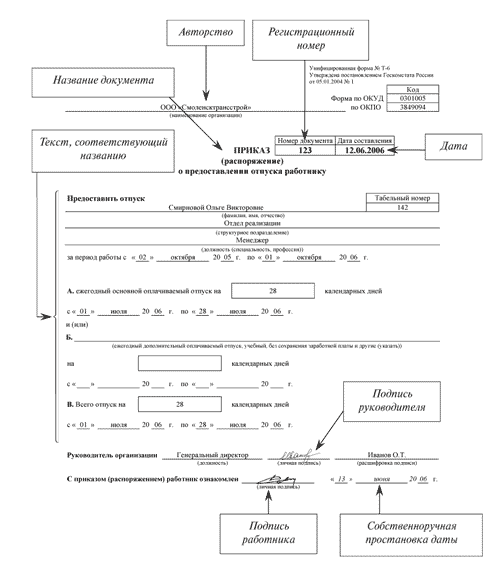 Авторство
Регистрационный
номер
Название документа
Унифицированная форма № Т-6
Утверждена постановлением Госкомстата России
от 05.01.2004 № 1
Код
Форма по ОКУД 0301005
по ОКПО 3849094
ООО «Смоленсктрансстрой»
(наименование организации)
Текст, соответствующий
названию
Номер документа Дата составления
ПРИКАЗ 123 12.06.2006
Дата
(распоряжение)
о предоставлении отпуска работнику
Предоставить отпуск Табельный номер
Смирновой Ольге Викторовне 142
(фамилия, имя, отчество)
Отдел реализации
(структурное подразделение)
Менеджер
(должность (специальность, профессия))
за период работы с « 02 » октября 20 05 г. по « 01 » октября 20 06 г.
А. ежегодный основной оплачиваемый отпуск на 28 календарных дней
с « 01 » июля 20 06 г. по « 28 » июля 20 06 г.
и (или)
Б.
(ежегодный дополнительный оплачиваемый отпуск, учебный, без сохранения заработной платы и другие (указать))
на календарных дней
с « » 20 г. по « » 20 г.
Подпись
руководителя
В. Всего отпуск на 28 календарных дней
с « 01 » июля 20 06 г. по « 28 » июля 20 06 г.
Руководитель организации Генеральный директор Иванов О.Т.
(должность) (личная подпись) (расшифровка подписи)
С приказом (распоряжением) работник ознакомлен « 13 » июня 20 06 г.
(личная подпись)
Подпись
работника
Собственноручная
простановка даты